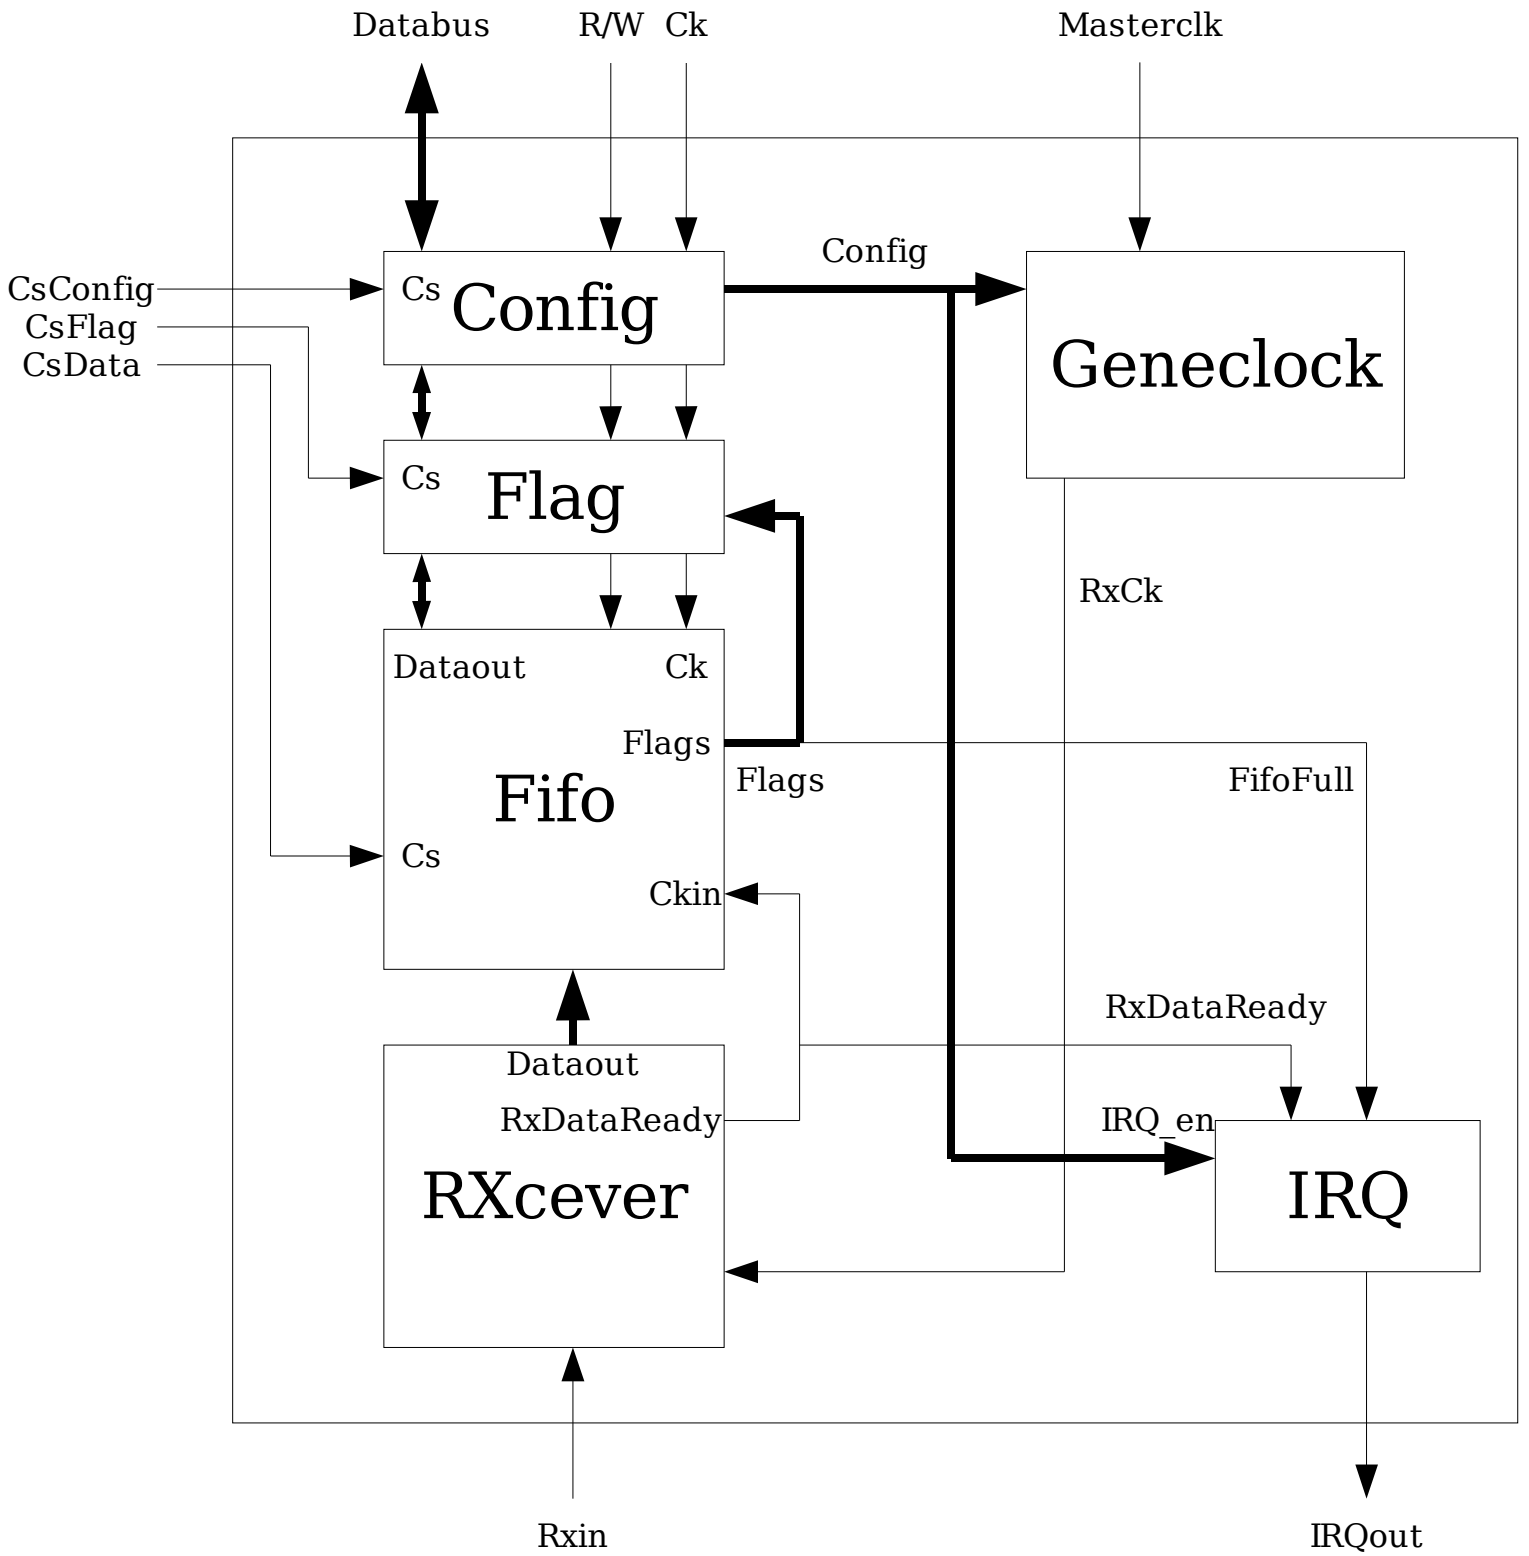 Databus R/W Ck Masterclk
Config
CsConfig Cs Config
CsFlag
CsData
Geneclock
Cs Flag
RxCk
Dataout Ck
Flags
Flags FifoFull
Fifo
Cs
Ckin
RxDataReady
Dataout
RxDataReady IRQ_en
RXcever IRQ
Rxin IRQout